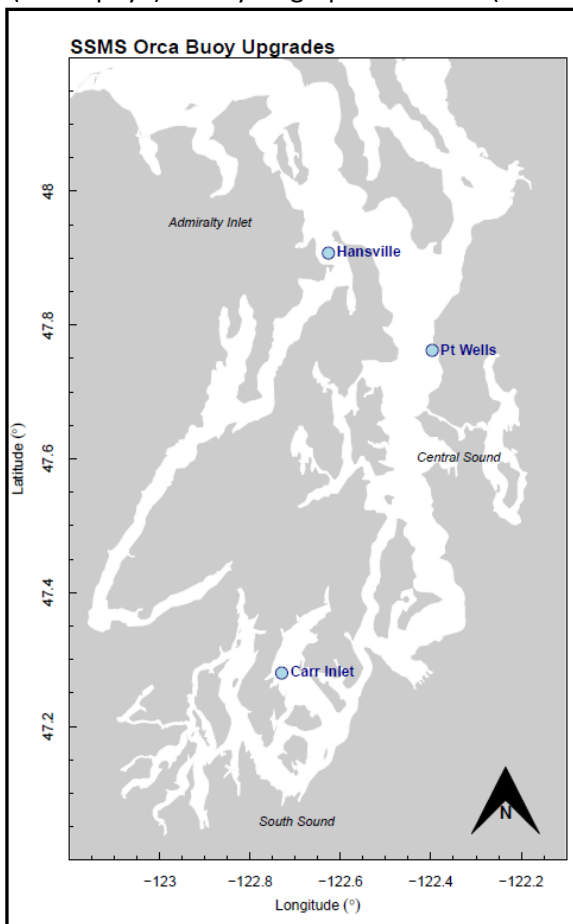 SSMS Orca Buoy Upgrades
48
Admiralty Inlet
Hansville
47.8
Pt Wells
Latitude (°)
47.6
Central Sound
47.4
Carr Inlet
47.2
South Sound
N
−123 −122.8 −122.6 −122.4 −122.2
Longitude (°)